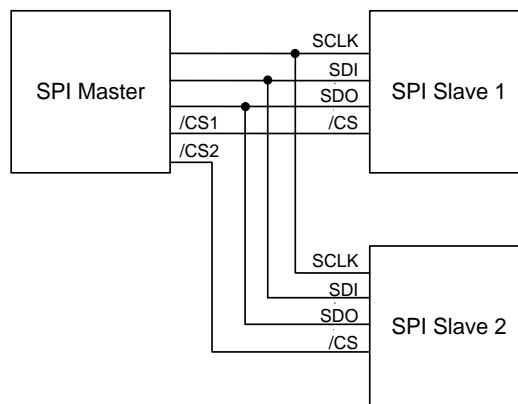 SCLK
SDI
SPI Master
SDO
SPI Slave 1
/CS1
/CS
/CS2
SCLK
SDI
SDO
SPI Slave 2
/CS